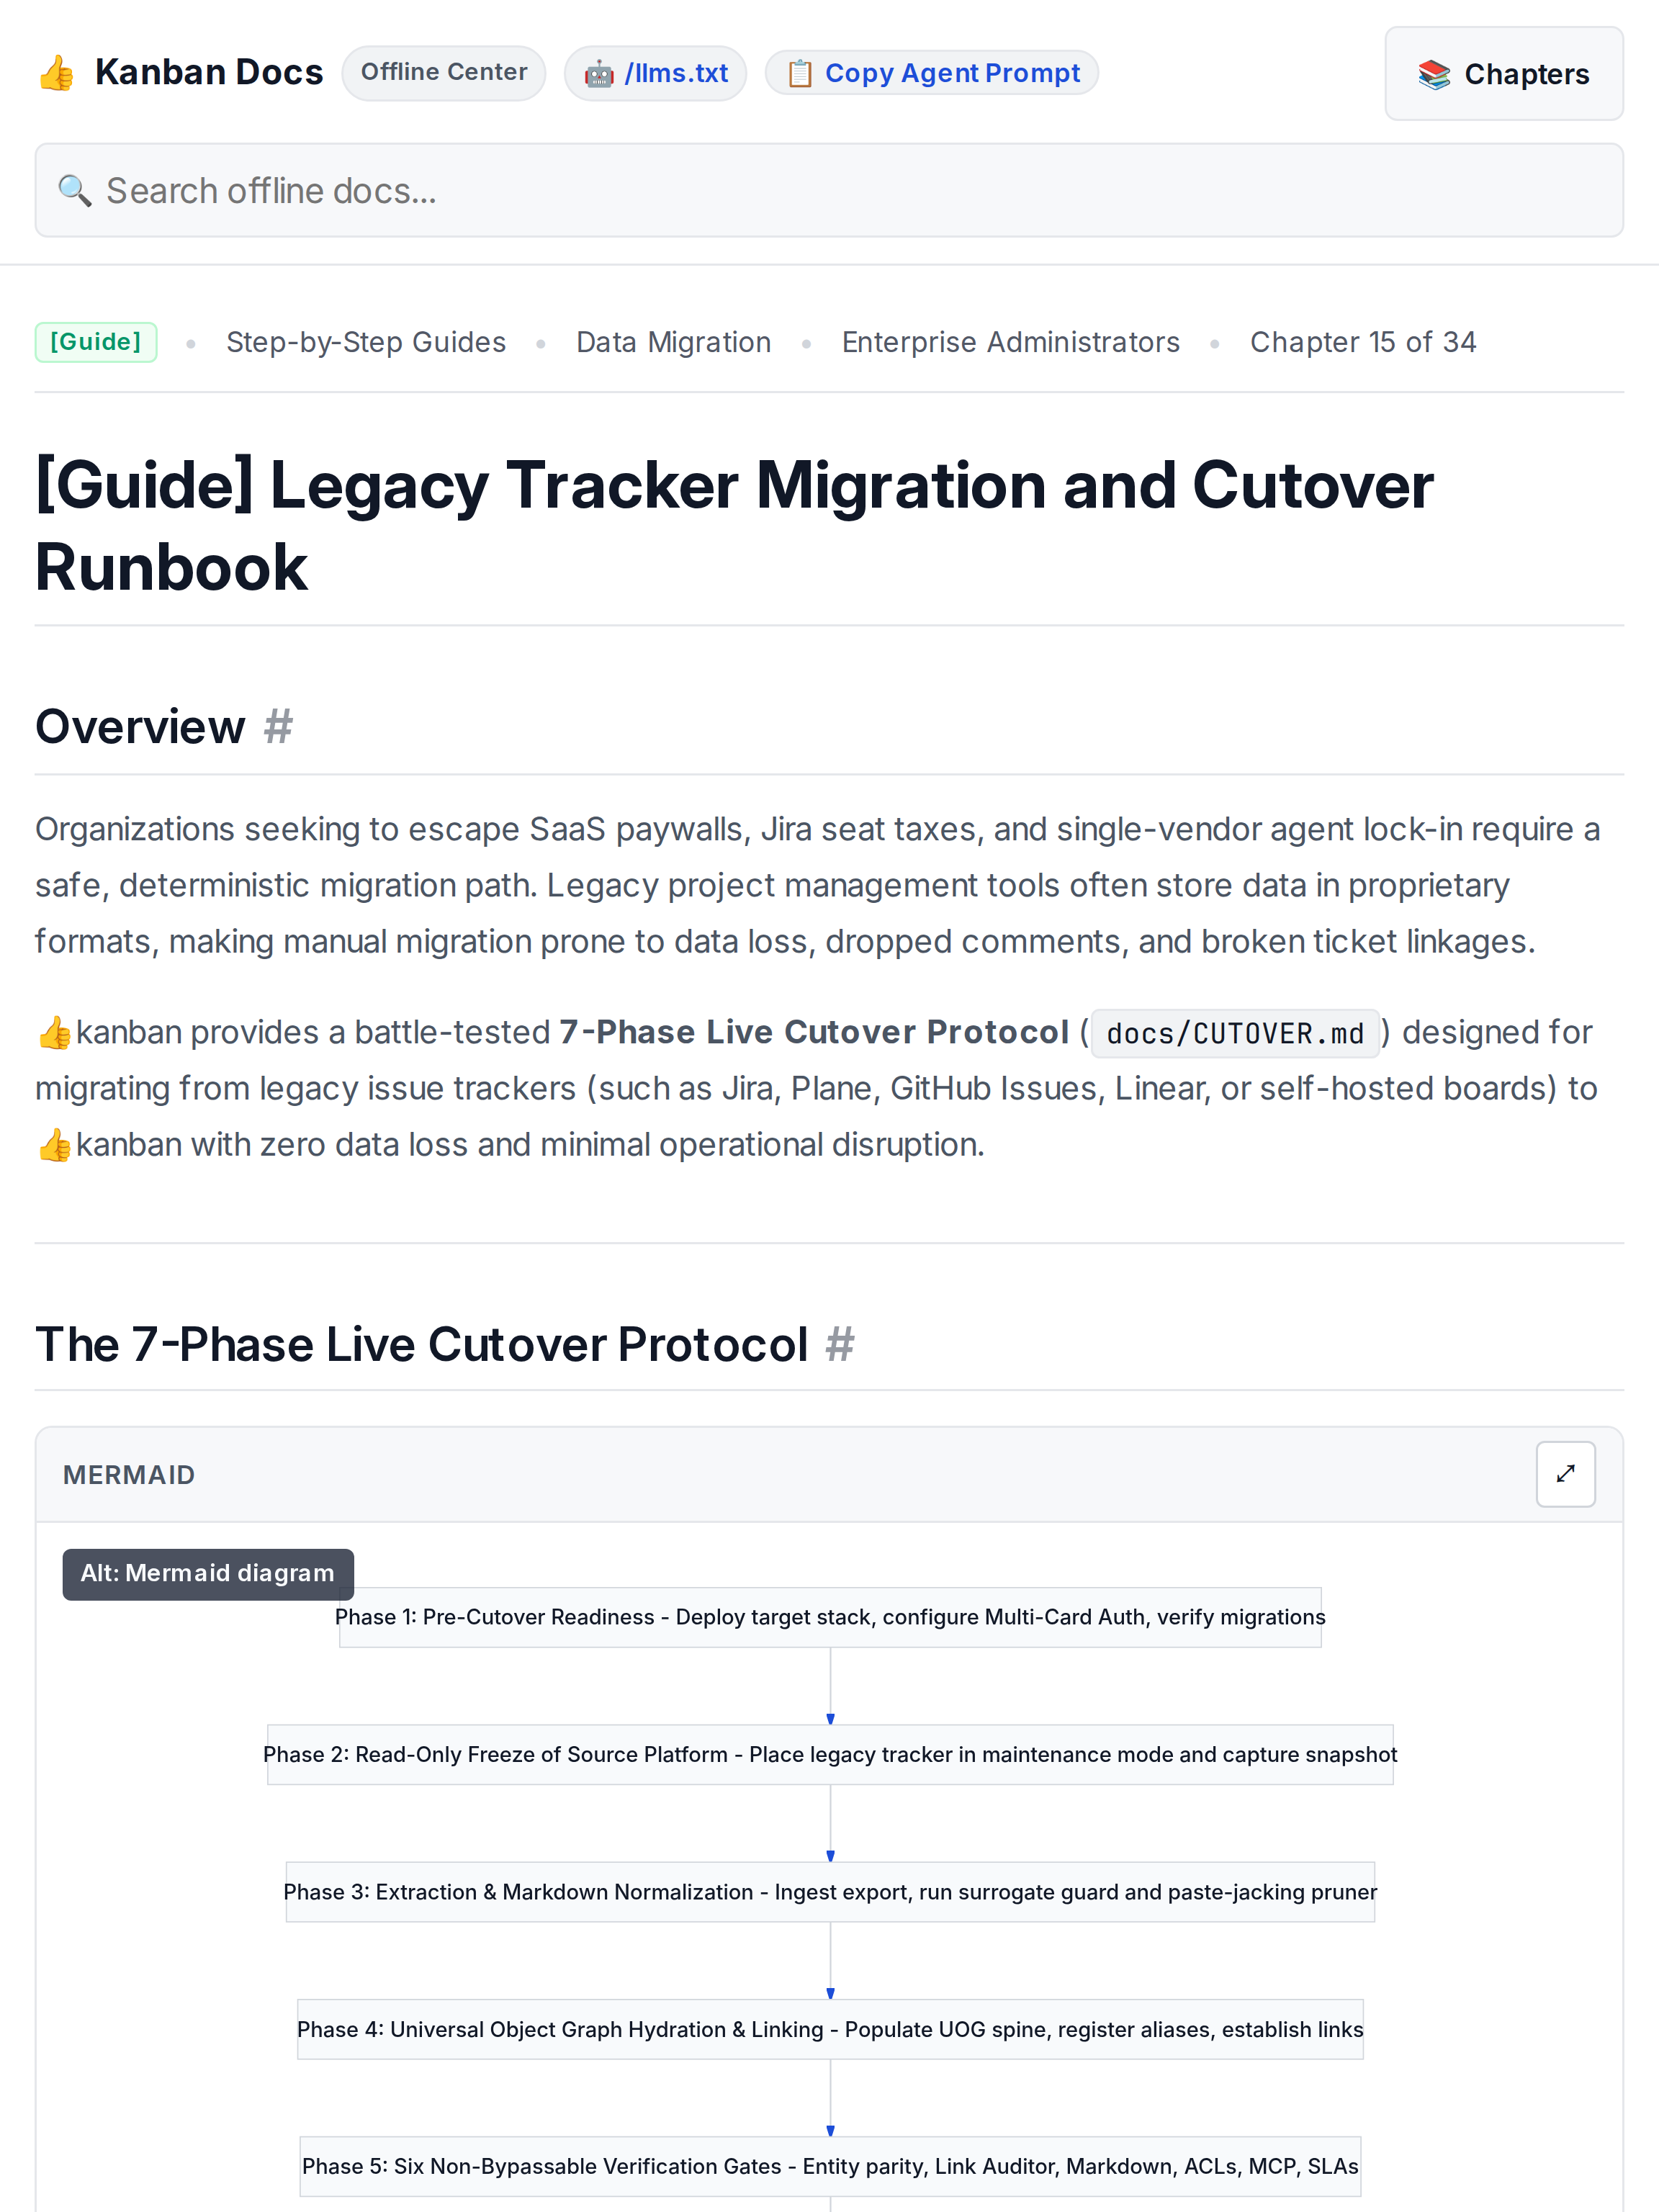 👍 Kanban Docs Offline Center 🤖 /llms.txt 📋 Copy Agent Prompt 📚 Chapters
🔍 Search offline docs...
[Guide] • Step-by-Step Guides • Data Migration • Enterprise Administrators • Chapter 15 of 34
[Guide] Legacy Tracker Migration and Cutover
Runbook
Overview #
Organizations seeking to escape SaaS paywalls, Jira seat taxes, and single-vendor agent lock-in require a
safe, deterministic migration path. Legacy project management tools often store data in proprietary
formats, making manual migration prone to data loss, dropped comments, and broken ticket linkages.
👍kanban provides a battle-tested 7-Phase Live Cutover Protocol (docs/CUTOVER.md) designed for
migrating from legacy issue trackers (such as Jira, Plane, GitHub Issues, Linear, or self-hosted boards) to
👍kanban with zero data loss and minimal operational disruption.
The 7-Phase Live Cutover Protocol #
MERMAID
Alt: Mermaid diagram
Phase 1: Pre-Cutover Readiness - Deploy target stack, configure Multi-Card Auth, verify migrations
Phase 2: Read-Only Freeze of Source Platform - Place legacy tracker in maintenance mode and capture snapshot
Phase 3: Extraction & Markdown Normalization - Ingest export, run surrogate guard and paste-jacking pruner
Phase 4: Universal Object Graph Hydration & Linking - Populate UOG spine, register aliases, establish links
Phase 5: Six Non-Bypassable Verification Gates - Entity parity, Link Auditor, Markdown, ACLs, MCP, SLAs